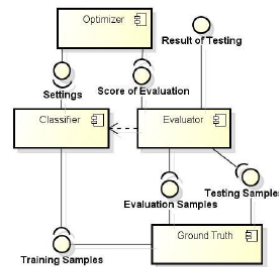 Optimizer
Result of Testing
Settings
Score of Evaluation
Classifier
Evaluator
Evaluation Samples
Testing Samples
Ground Truth
Training Samples